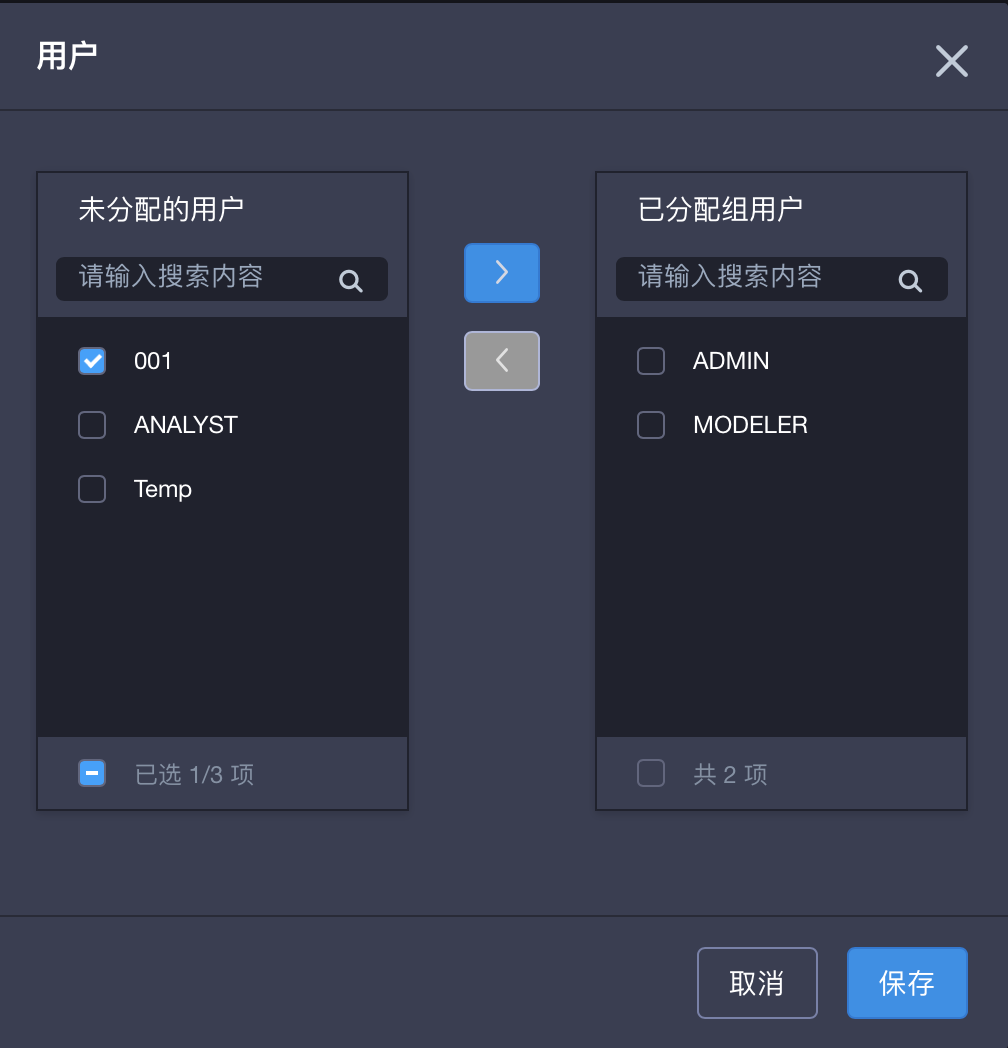 用户
未分配的用户
请输入搜索内容
001
ANALYST
Temp
已选 1/3 项
已分配组用户
请输入搜索内容
ADMIN
MODELER
共 2 项
取消
保存